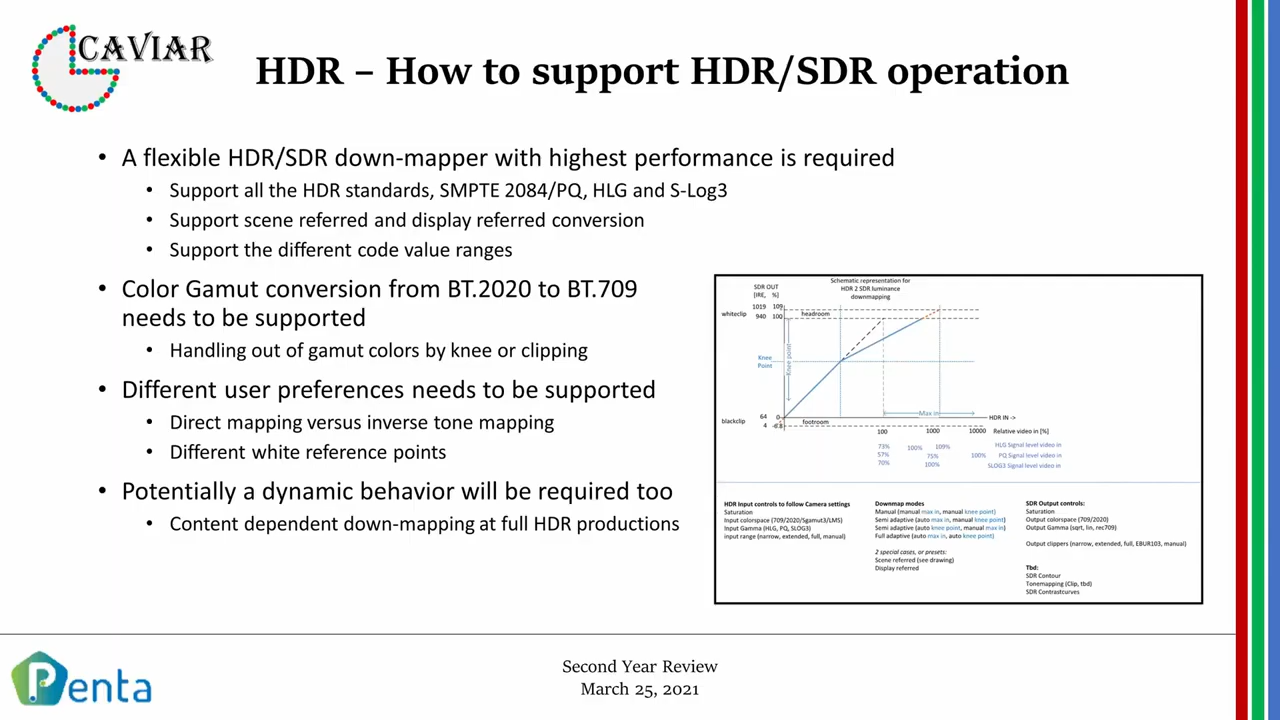 CAVIAR
HDR – How to support HDR/SDR operation
• A flexible HDR/SDR down-mapper with highest performance is required
• Support all the HDR standards, SMPTE 2084/PQ, HLG and S-Log3
• Support scene referred and display referred conversion
• Support the different code value ranges
• Color Gamut conversion from BT.2020 to BT.709
needs to be supported
• Handling out of gamut colors by knee or clipping
• Different user preferences needs to be supported
• Direct mapping versus inverse tone mapping
• Different white reference points
• Potentially a dynamic behavior will be required too
• Content dependent down-mapping at full HDR productions
Schematic representation for
HDR 2 SDR luminance
downmapping
SDR OUT
[IRE, %]
1019 109
whiteclip 940 100 headroom
Knee point
Knee
Point
Max in
64 0 HDR IN ->
blackclip 4 -6.8 footroom
100 1000 10000 Relative video in [%]
73% 100% 109% HLG Signal level video in
57% 75% 100% PQ Signal level video in
70% 100% SLOG3 Signal level video in
HDR Input controls to follow Camera settings
Saturation
Input colorspace (709/2020/Sgamut3/LMS)
Input Gamma (HLG, PQ, SLOG3)
input range (narrow, extended, full, manual)
Downmap modes
Manual (manual max in, manual knee point)
Semi adaptive (auto max in, manual knee point)
Semi adaptive (auto knee point, manual max in)
Full adaptive (auto max in, auto knee point)
2 special cases, or presets:
Scene referred (see drawing)
Display referred
SDR Output controls:
Saturation
Output colorspace (709/2020)
Output Gamma (sqrt, lin, rec709)
Output clippers (narrow, extended, full, EBUR103, manual)
Tbd:
SDR Contour
Tonemapping (Clip, tbd)
SDR Contrastcurves
Penta
Second Year Review
March 25, 2021